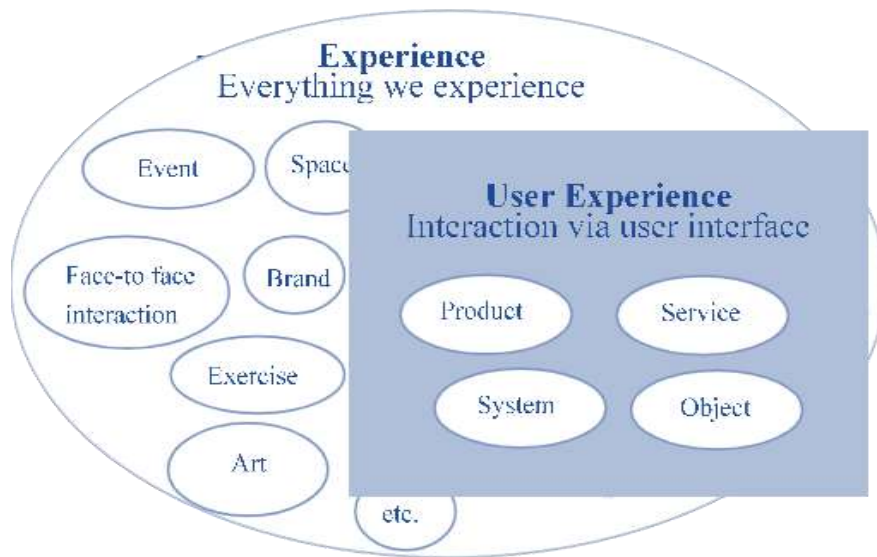 Experience
Everything we experience
Event
Space
User Experience
Interaction via user interface
Face-to face
interaction
Brand
Product
Service
Exercise
System
Object
Art
etc.